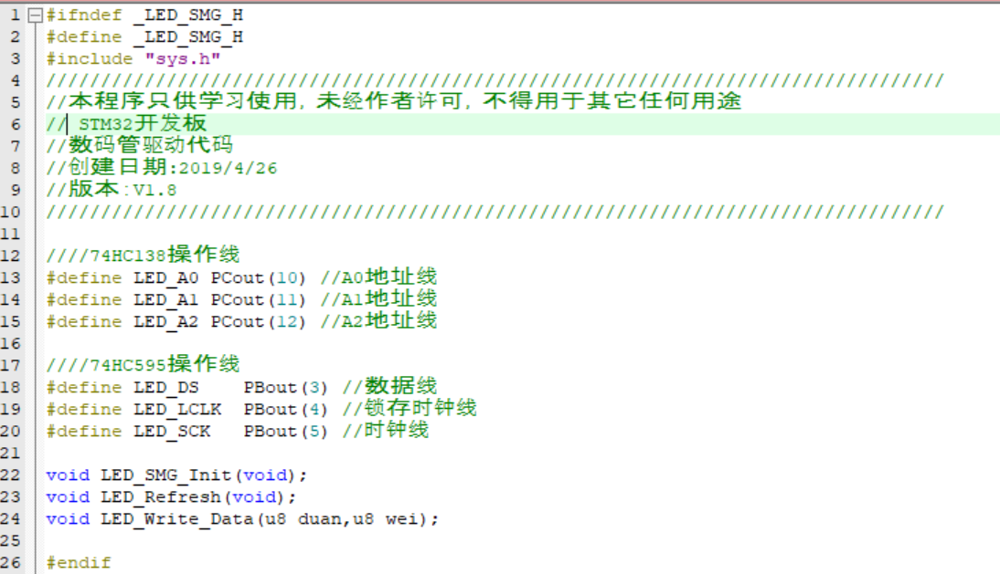 1 #ifndef _LED_SMG_H
2 #define _LED_SMG_H
3 #include "sys.h"
4 //////////////////////////////////////////////////////////////////////////////////
5 //本程序只供学习使用,未经作者许可,不得用于其它任何用途
6 // STM32开发板
7 //数码管驱动代码
8 //创建日期:2019/4/26
9 //版本:V1.8
10 //////////////////////////////////////////////////////////////////////////////////
11
12 ////74HC138操作线
13 #define LED_A0 PCout(10) //A0地址线
14 #define LED_A1 PCout(11) //A1地址线
15 #define LED_A2 PCout(12) //A2地址线
16
17 ////74HC595操作线
18 #define LED_DS    PBout(3) //数据线
19 #define LED_LCLK  PBout(4) //锁存时钟线
20 #define LED_SCK   PBout(5) //时钟线
21
22 void LED_SMG_Init(void);
23 void LED_Refresh(void);
24 void LED_Write_Data(u8 duan,u8 wei);
25
26 #endif